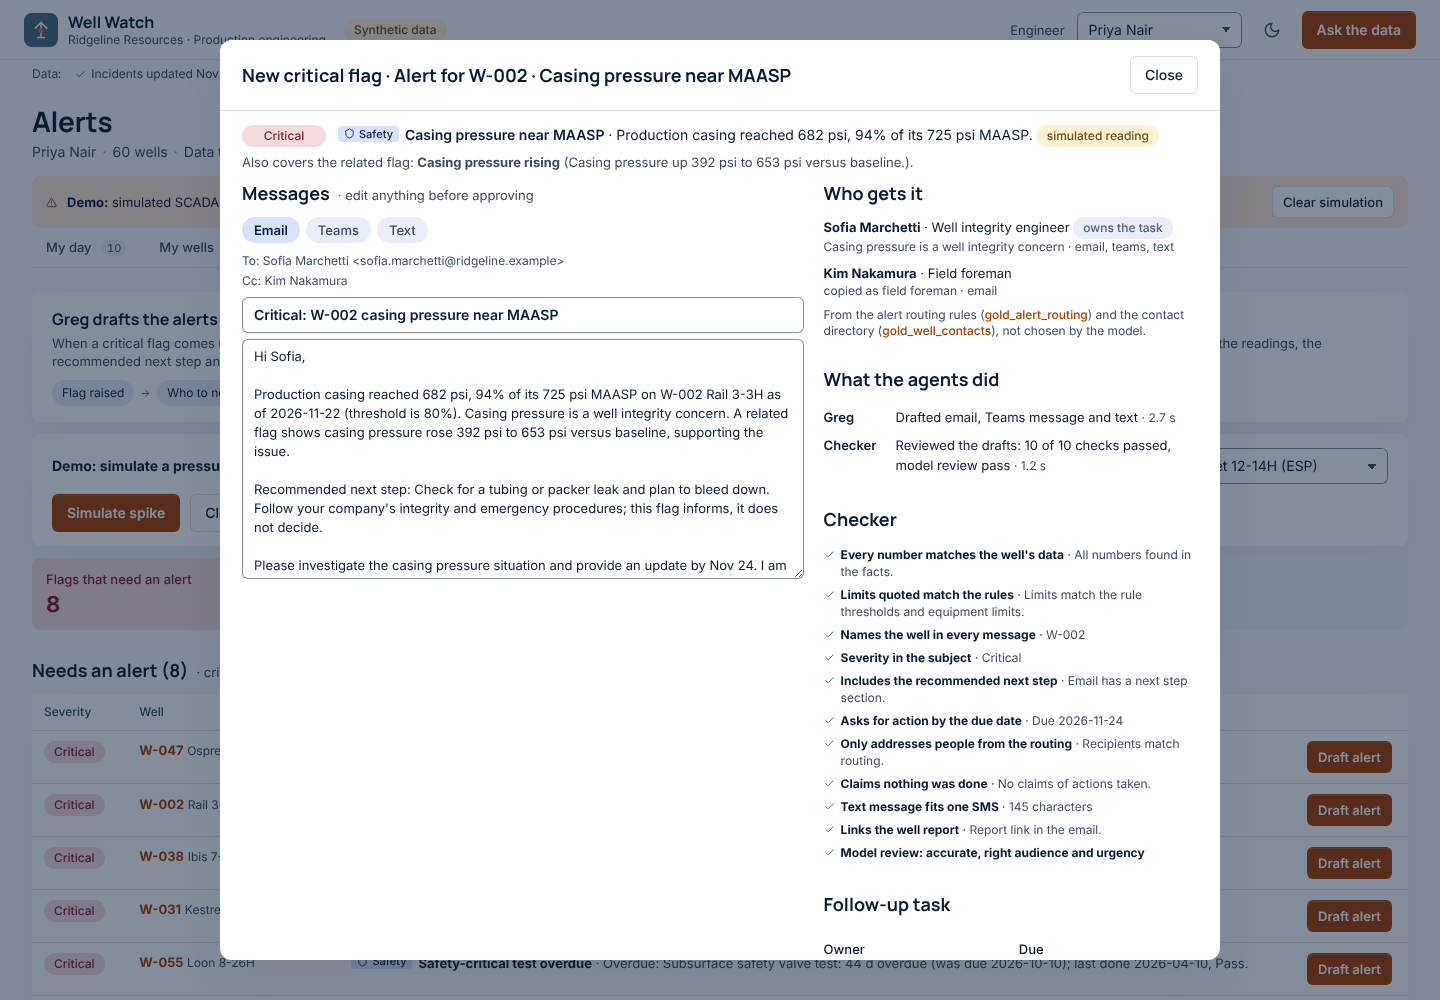 Well Watch
Ridgeline Resources · Production engineering
Synthetic data
Engineer
Priya Nair
Ask the data
Data:
Incidents updated Nov
New critical flag · Alert for W-002 · Casing pressure near MAASP
Close
Alerts
Priya Nair · 60 wells · Data
Demo: simulated SCADA
Clear simulation
My day 10
My wells
Critical
Safety
Casing pressure near MAASP · Production casing reached 682 psi, 94% of its 725 psi MAASP.
simulated reading
Also covers the related flag: Casing pressure rising (Casing pressure up 392 psi to 653 psi versus baseline.).
Messages · edit anything before approving
Email
Teams
Text
To: Sofia Marchetti <sofia.marchetti@ridgeline.example>
Cc: Kim Nakamura
Critical: W-002 casing pressure near MAASP
Hi Sofia,
Production casing reached 682 psi, 94% of its 725 psi MAASP on W-002 Rail 3-3H as
of 2026-11-22 (threshold is 80%). Casing pressure is a well integrity concern. A related
flag shows casing pressure rose 392 psi to 653 psi versus baseline, supporting the
issue.
Recommended next step: Check for a tubing or packer leak and plan to bleed down.
Follow your company's integrity and emergency procedures; this flag informs, it does
not decide.
Please investigate the casing pressure situation and provide an update by Nov 24. I am
Who gets it
Sofia Marchetti · Well integrity engineer
owns the task
Casing pressure is a well integrity concern · email, teams, text
Kim Nakamura · Field foreman
copied as field foreman · email
From the alert routing rules (gold_alert_routing) and the contact
directory (gold_well_contacts), not chosen by the model.
What the agents did
Greg
Drafted email, Teams message and text · 2.7 s
Checker
Reviewed the drafts: 10 of 10 checks passed,
model review pass · 1.2 s
Checker
Every number matches the well's data · All numbers found in
the facts.
Limits quoted match the rules · Limits match the rule
thresholds and equipment limits.
Names the well in every message · W-002
Severity in the subject · Critical
Includes the recommended next step · Email has a next step
section.
Asks for action by the due date · Due 2026-11-24
Only addresses people from the routing · Recipients match
routing.
Claims nothing was done · No claims of actions taken.
Text message fits one SMS · 145 characters
Links the well report · Report link in the email.
Model review: accurate, right audience and urgency
Follow-up task
Owner
Due
Greg drafts the alerts
When a critical flag comes
the readings, the
recommended next step an
Flag raised
→
Who to
Demo: simulate a pressu
12-14H (ESP)
Simulate spike
Flags that need an alert
8
Needs an alert (8)
Severity
Well
Critical
W-047 Ospre
Draft alert
Critical
W-002 Rail 3
Draft alert
Critical
W-038 Ibis 7-
Draft alert
Critical
W-031 Kestre
Draft alert
Critical
W-055 Loon 8-26H
Safety
Safety-critical test overdue · Overdue: Subsurface safety valve test: 44 d overdue (was due 2026-10-10); last done 2026-04-10, Pass.
Draft alert